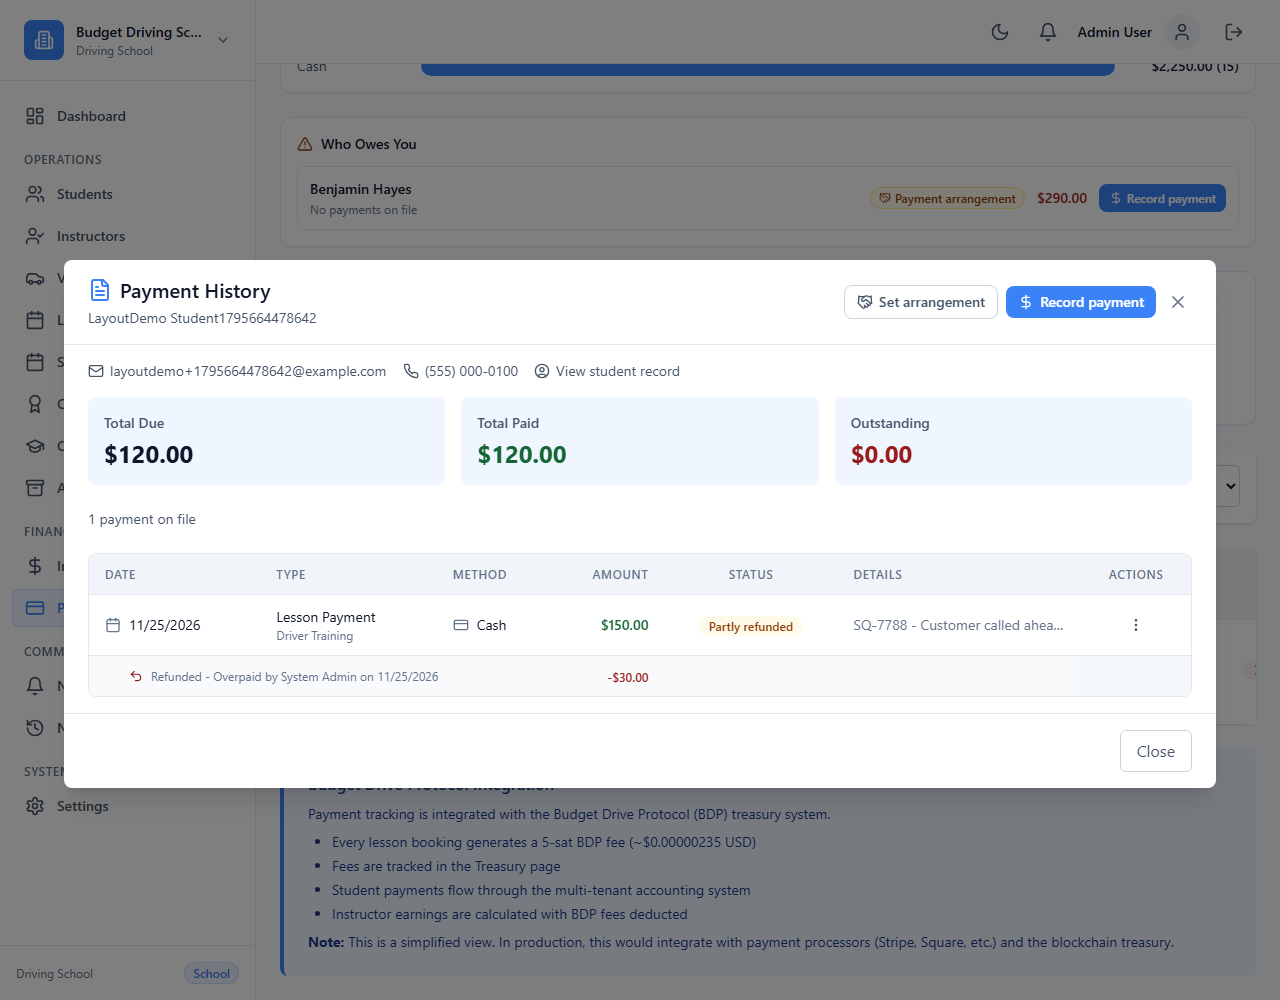 Budget Driving Sc...
Driving School
Admin User
Dashboard
OPERATIONS
Students
Instructors
Cash
$2,250.00 (15)
Who Owes You
Benjamin Hayes
No payments on file
Payment arrangement
$290.00
Record payment
Payment History
LayoutDemo Student1795664478642
Set arrangement
Record payment
layoutdemo+1795664478642@example.com
(555) 000-0100
View student record
Total Due
$120.00
Total Paid
$120.00
Outstanding
$0.00
1 payment on file
DATE TYPE METHOD AMOUNT STATUS DETAILS ACTIONS
11/25/2026 Lesson Payment Cash $150.00 Partly refunded SQ-7788 - Customer called ahea...
Driver Training
Refunded - Overpaid by System Admin on 11/25/2026 -$30.00
Close
Settings
Budget Drive Protocol Integration
Payment tracking is integrated with the Budget Drive Protocol (BDP) treasury system.
Every lesson booking generates a 5-sat BDP fee (~$0.00000235 USD)
Fees are tracked in the Treasury page
Student payments flow through the multi-tenant accounting system
Instructor earnings are calculated with BDP fees deducted
Note: This is a simplified view. In production, this would integrate with payment processors (Stripe, Square, etc.) and the blockchain treasury.
Driving School
School